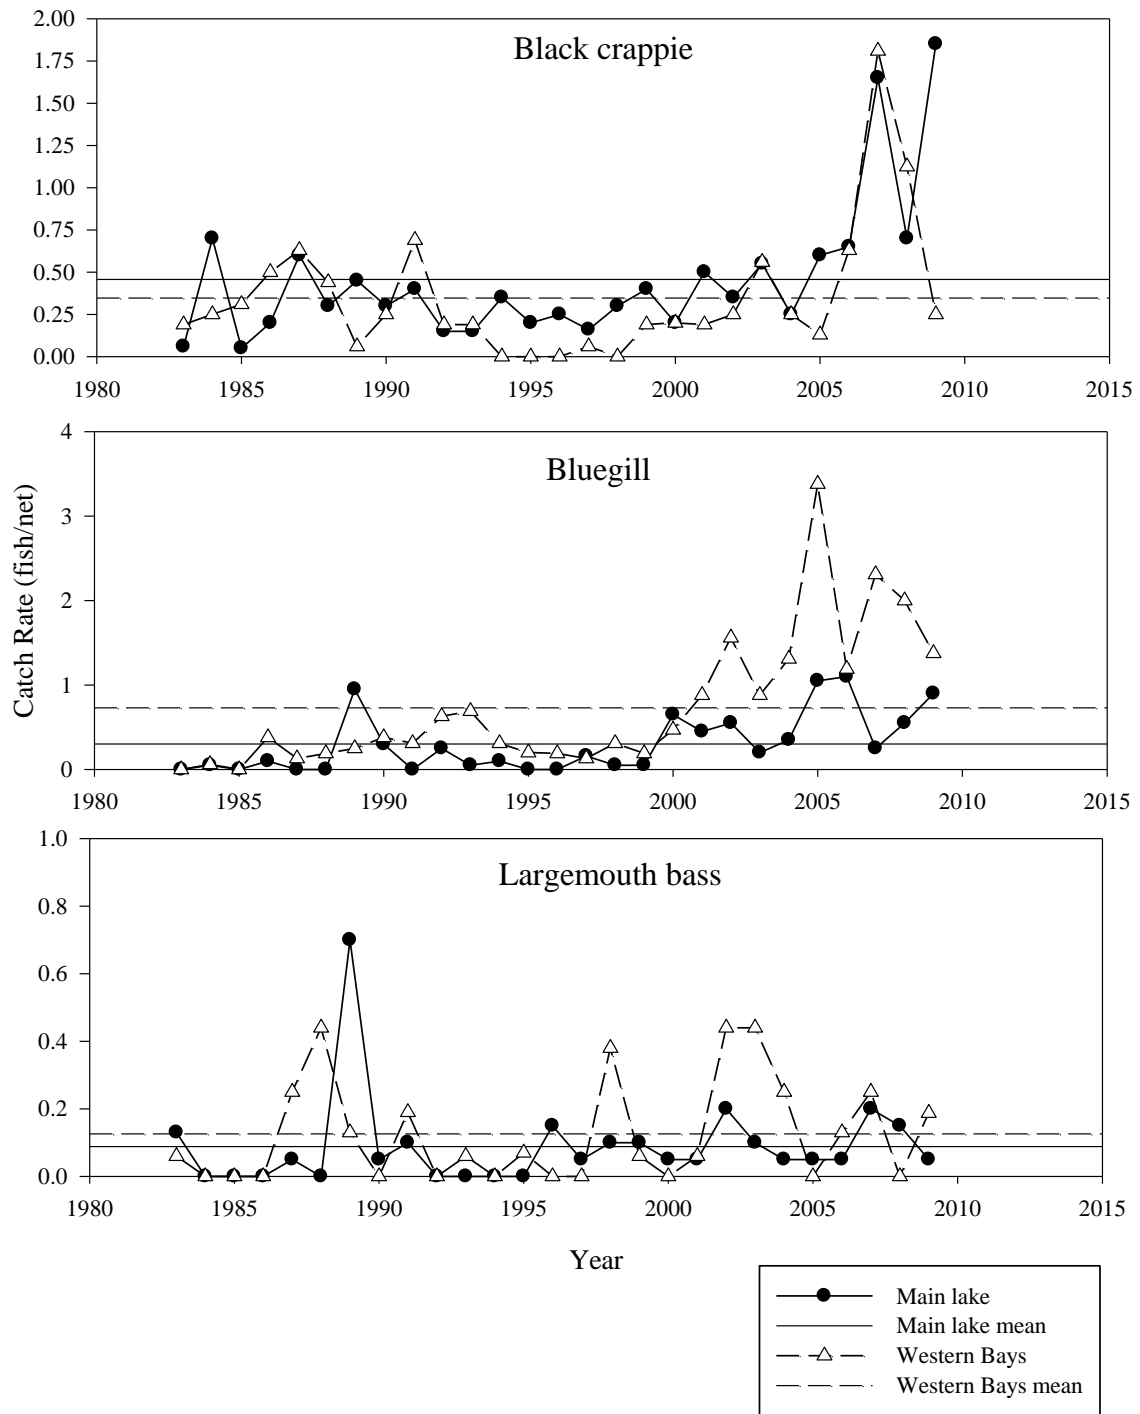 Black crappie
2.00
1.75
1.50
1.25
1.00
0.75
0.50
0.25
0.00
1980 1985 1990 1995 2000 2005 2010 2015
Catch Rate (fish/net)
Bluegill
4
3
2
1
0
1980 1985 1990 1995 2000 2005 2010 2015
Largemouth bass
1.0
0.8
0.6
0.4
0.2
0.0
1980 1985 1990 1995 2000 2005 2010 2015
Year
Main lake
Main lake mean
Western Bays
Western Bays mean